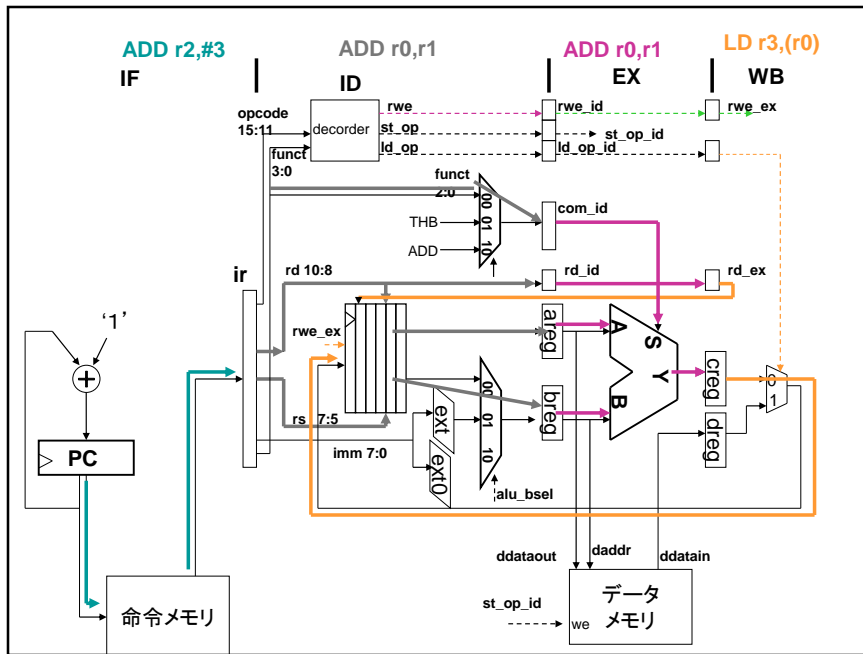 ADD r2,#3
ADD r0,r1
ADD r0,r1
LD r3,(r0)
IF
ID
EX
WB
opcode
15:11
decorder
rwe
rwe_id
rwe_ex
st_op
st_op_id
ld_op
ld_op_id
funct
3:0
funct
2:0
00
01
10
THB
ADD
com_id
ir
rd 10:8
rd_id
rd_ex
'1'
+
rwe_ex
areg
A
S
Y
B
breg
creg
dreg
0
1
00
01
10
ext
ext0
rs 7:5
imm 7:0
alu_bsel
PC
ddataout
daddr
ddatain
命令メモリ
st_op_id
we
データ
メモリ